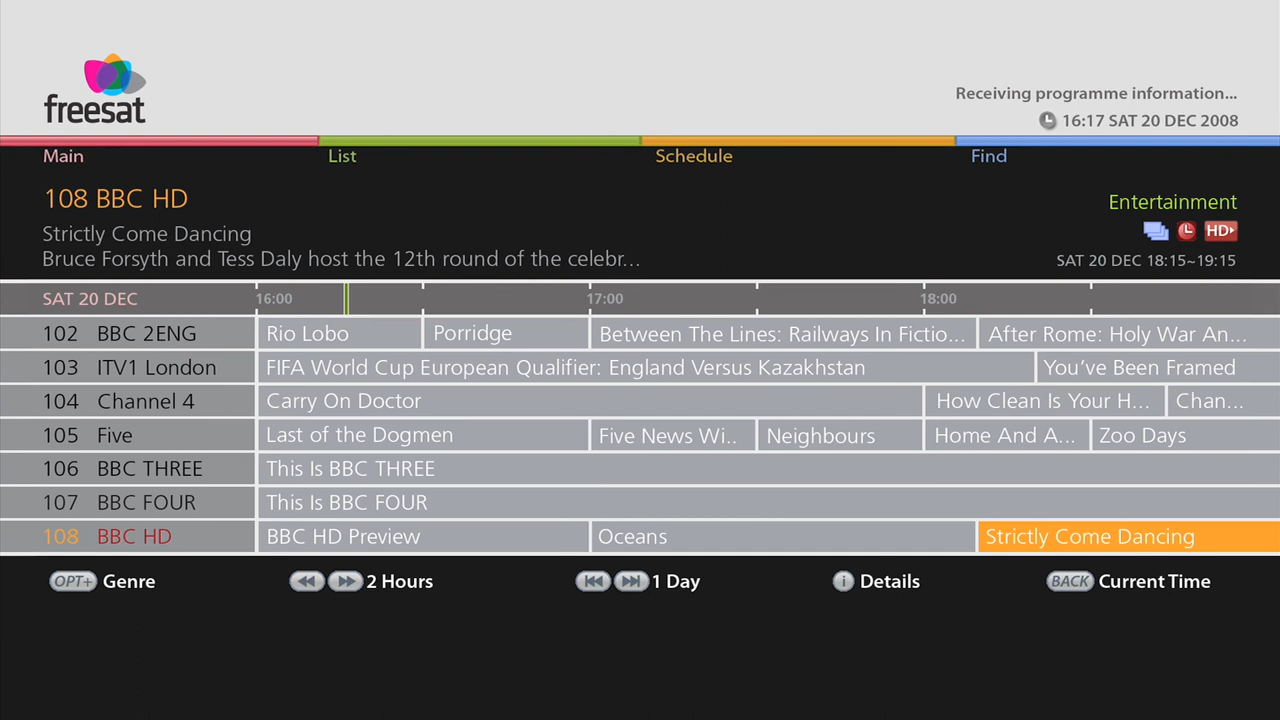 freesat
Receiving programme information...
16:17 SAT 20 DEC 2008
Main List Schedule Find
108 BBC HD
Entertainment
Strictly Come Dancing
HD
Bruce Forsyth and Tess Daly host the 12th round of the celebr...
SAT 20 DEC 18:15~19:15
SAT 20 DEC 16:00 17:00 18:00
102 BBC 2ENG Rio Lobo Porridge Between The Lines: Railways In Fictio... After Rome: Holy War An...
103 ITV1 London FIFA World Cup European Qualifier: England Versus Kazakhstan You've Been Framed
104 Channel 4 Carry On Doctor How Clean Is Your H... Chan...
105 Five Last of the Dogmen Five News Wi.. Neighbours Home And A... Zoo Days
106 BBC THREE This Is BBC THREE
107 BBC FOUR This Is BBC FOUR
108 BBC HD BBC HD Preview Oceans Strictly Come Dancing
OPT+ Genre 2 Hours 1 Day i Details BACK Current Time